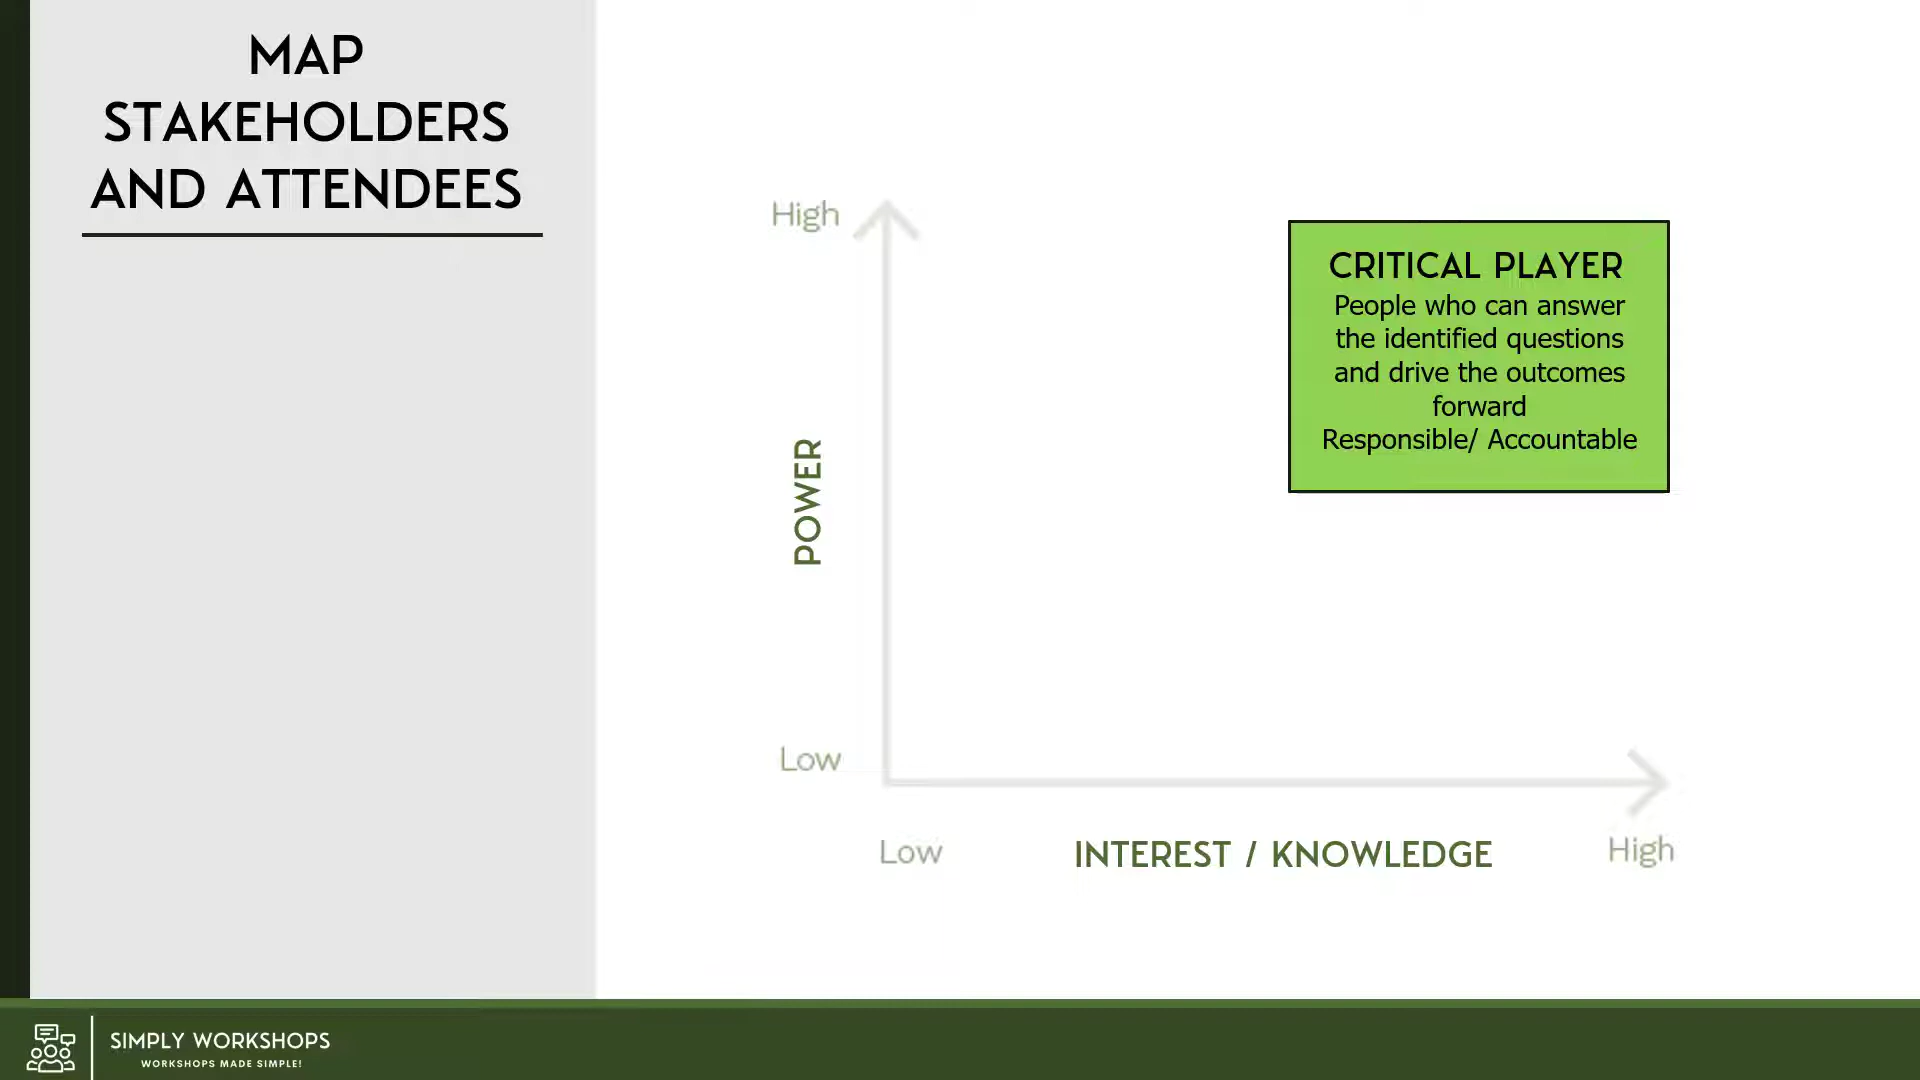 MAP
STAKEHOLDERS
AND ATTENDEES
High
CRITICAL PLAYER
People who can answer
the identified questions
and drive the outcomes
forward
Responsible/ Accountable
POWER
Low
Low
INTEREST / KNOWLEDGE
High
SIMPLY WORKSHOPS
WORKSHOPS MADE SIMPLE!